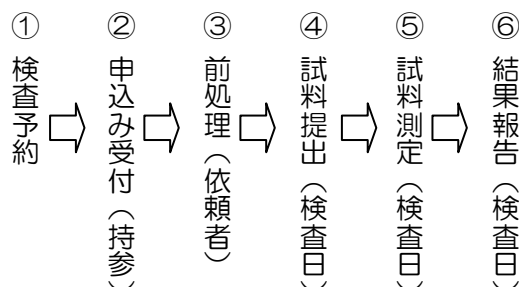 ① 検査予約
② 申込み受付（持参）
③ 前処理（依頼者）
④ 試料提出（検査日）
⑤ 試料測定（検査日）
⑥ 結果報告（検査日）